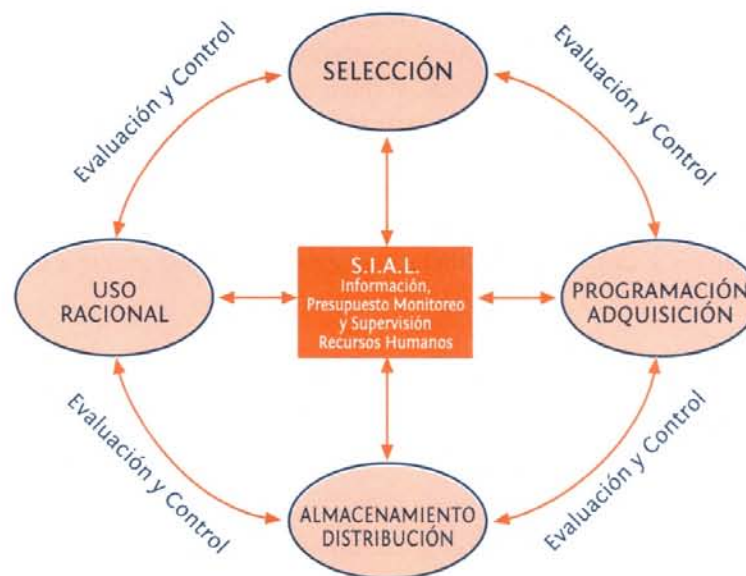 SELECCIÓN
Evaluación y Control
Evaluación y Control
USO
RACIONAL
S.I.A.L.
Información,
Presupuesto Monitoreo
y Supervisión
Recursos Humanos
PROGRAMACIÓN
ADQUISICIÓN
Evaluación y Control
Evaluación y Control
ALMACENAMIENTO
DISTRIBUCIÓN